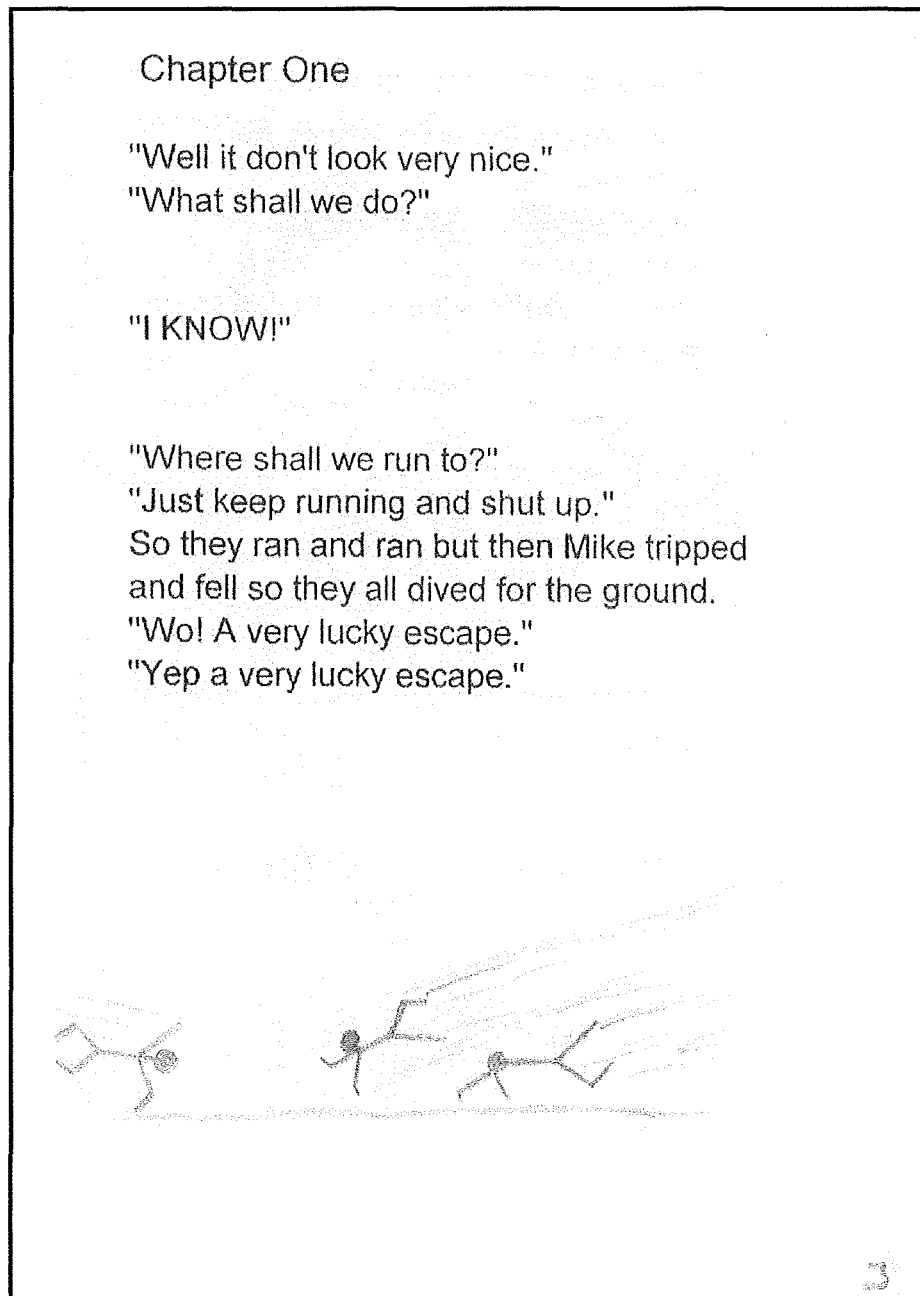 Chapter One
"Well it don't look very nice."
"What shall we do?"
"I KNOW!"
"Where shall we run to?"
"Just keep running and shut up."
So they ran and ran but then Mike tripped
and fell so they all dived for the ground.
"Wo! A very lucky escape."
"Yep a very lucky escape."
3